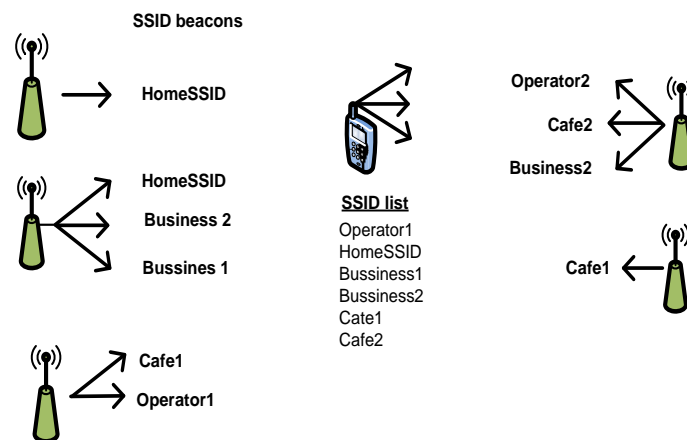 SSID beacons
HomeSSID
HomeSSID
Business 2
Bussines 1
Cafe1
Operator1
SSID list
Operator1
HomeSSID
Bussiness1
Bussiness2
Cate1
Cafe2
Operator2
Cafe2
Business2
Cafe1